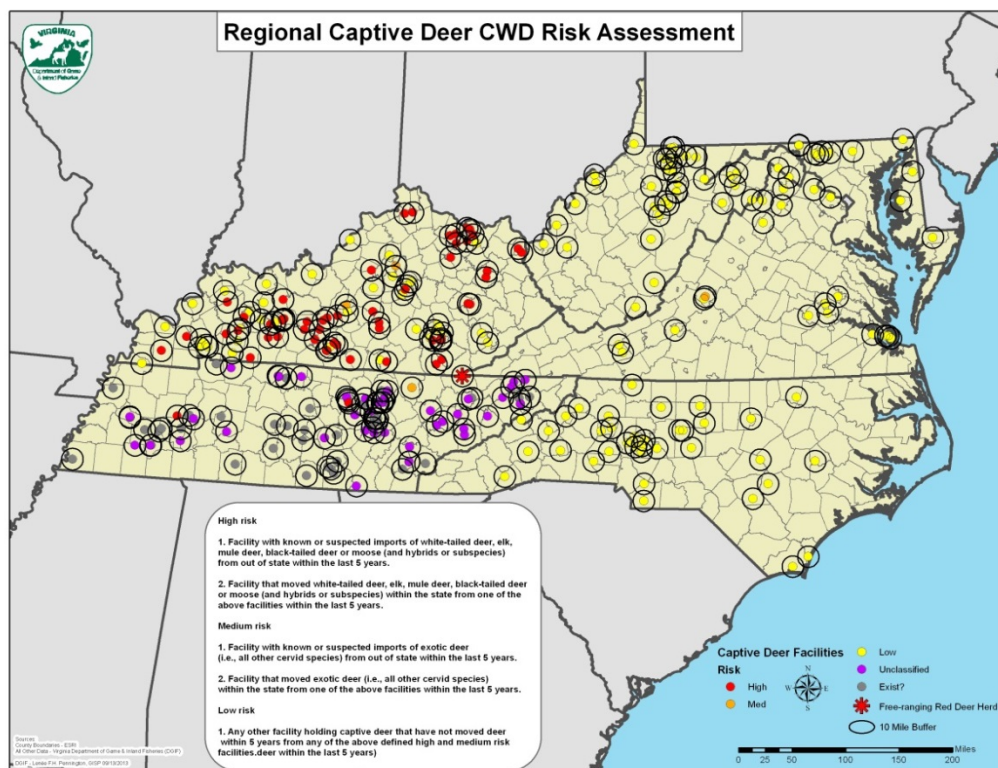 Regional Captive Deer CWD Risk Assessment
VIRGINIA
Department of Game
& Inland Fisheries
High risk
1. Facility with known or suspected imports of white-tailed deer, elk,
mule deer, black-tailed deer or moose (and hybrids or subspecies)
from out of state within the last 5 years.
2. Facility that moved white-tailed deer, elk, mule deer, black-tailed deer
or moose (and hybrids or subspecies) within the state from one of the
above facilities within the last 5 years.
Medium risk
1. Facility with known or suspected imports of exotic deer
(i.e., all other cervid species) from out of state within the last 5 years.
2. Facility that moved exotic deer (i.e., all other cervid species)
within the state from one of the above facilities within the last 5 years.
Low risk
1. Any other facility holding captive deer that have not moved deer
within 5 years from any of the above defined high and medium risk
facilities.deer within the last 5 years)
Captive Deer Facilities
Risk
High
Med
N
W
E
S
Low
Unclassified
Exist?
Free-ranging Red Deer Herd
10 Mile Buffer
Miles
0
50
100
150
200
Sources
County Boundaries - ESRI
All Other Data - Virginia Department of Game & Inland Fisheries (DGIF)